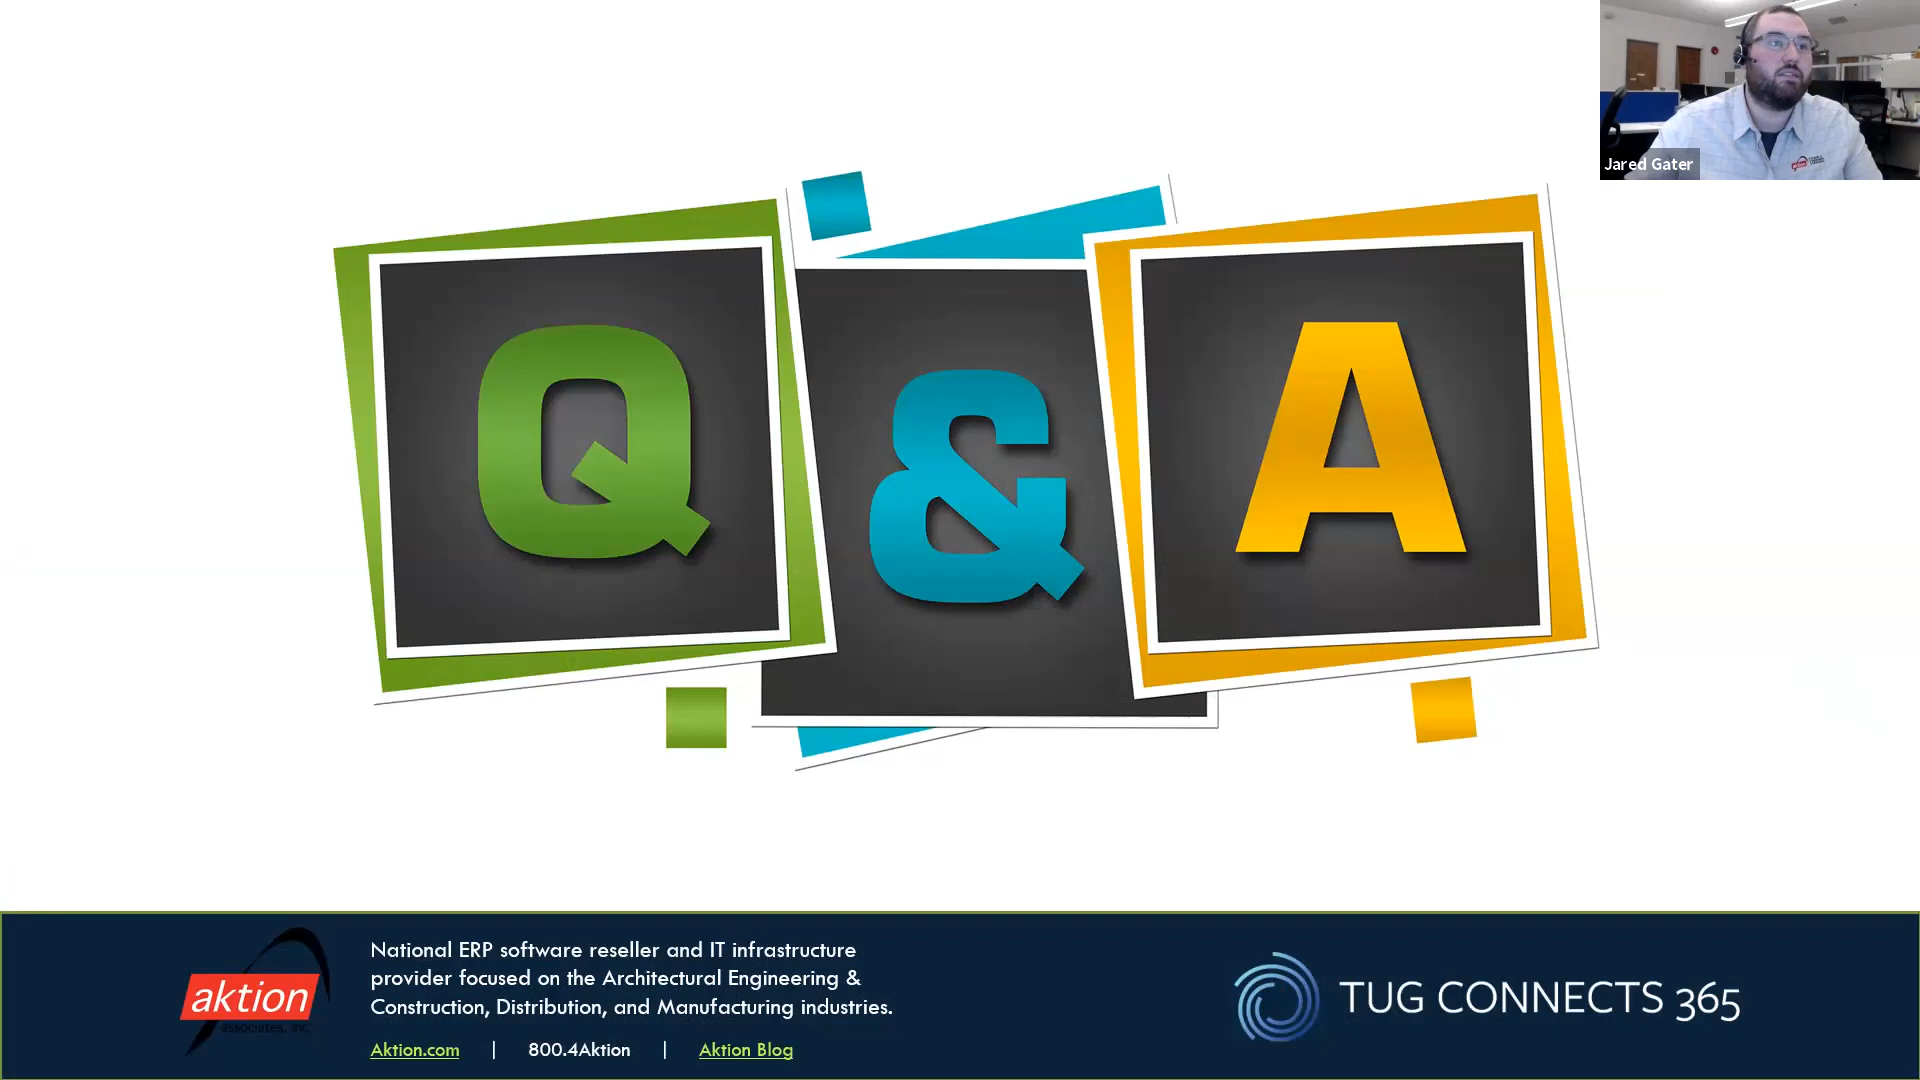 Jared Gater
Q & A
aktion
associates, inc.
National ERP software reseller and IT infrastructure
provider focused on the Architectural Engineering &
Construction, Distribution, and Manufacturing industries.
Aktion.com | 800.4Aktion | Aktion Blog
TUG CONNECTS 365